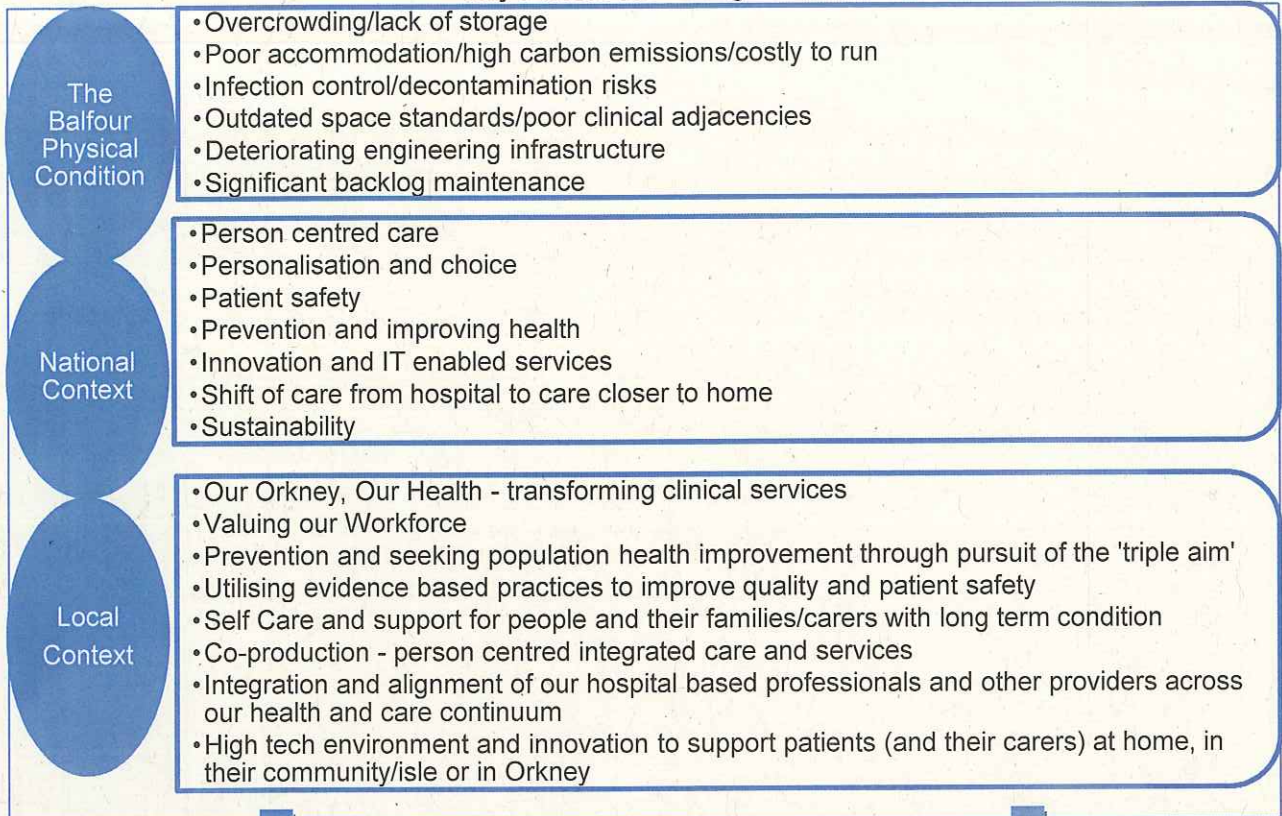 The
Balfour
Physical
Condition
•Overcrowding/lack of storage
•Poor accommodation/high carbon emissions/costly to run
•Infection control/decontamination risks
•Outdated space standards/poor clinical adjacencies
•Deteriorating engineering infrastructure
•Significant backlog maintenance
National
Context
•Person centred care
•Personalisation and choice
•Patient safety
•Prevention and improving health
•Innovation and IT enabled services
•Shift of care from hospital to care closer to home
•Sustainability
Local
Context
•Our Orkney, Our Health - transforming clinical services
•Valuing our Workforce
•Prevention and seeking population health improvement through pursuit of the 'triple aim'
•Utilising evidence based practices to improve quality and patient safety
•Self Care and support for people and their families/carers with long term condition
•Co-production - person centred integrated care and services
•Integration and alignment of our hospital based professionals and other providers across
our health and care continuum
•High tech environment and innovation to support patients (and their carers) at home, in
their community/isle or in Orkney